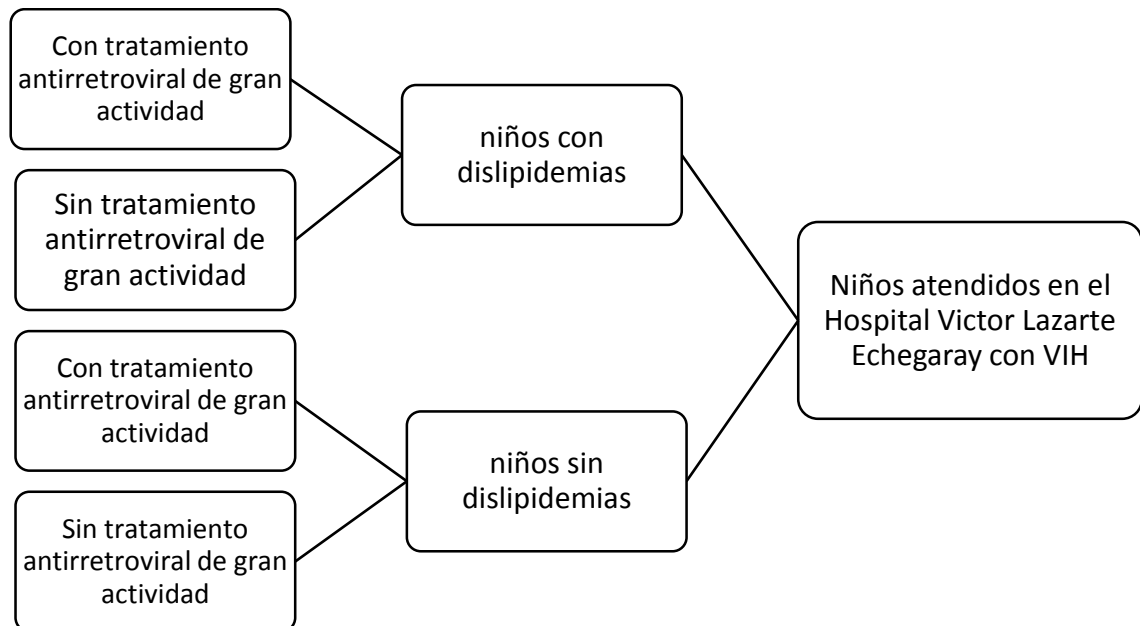 Con tratamiento
antirretroviral de gran
actividad
Sin tratamiento
antirretroviral de
gran actividad
Con tratamiento
antirretroviral de gran
actividad
Sin tratamiento
antirretroviral de gran
actividad
niños con
dislipidemias
niños sin
dislipidemias
Niños atendidos en el
Hospital Victor Lazarte
Echegaray con VIH